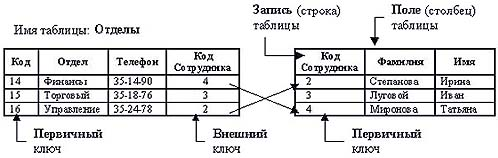 Запись (строка) таблицы
Поле (столбец) таблицы
Имя таблицы: Отделы
Код Отдел Телефон Код Сотрудника
14 Финансы 35-14-90 4
15 Торговый 35-18-76 3
16 Управление 35-24-78 2
Код Сотрудника Фамилия Имя
2 Степанова Ирина
3 Луговой Иван
4 Миронова Татьяна
Первичный ключ
Внешний ключ
Первичный ключ